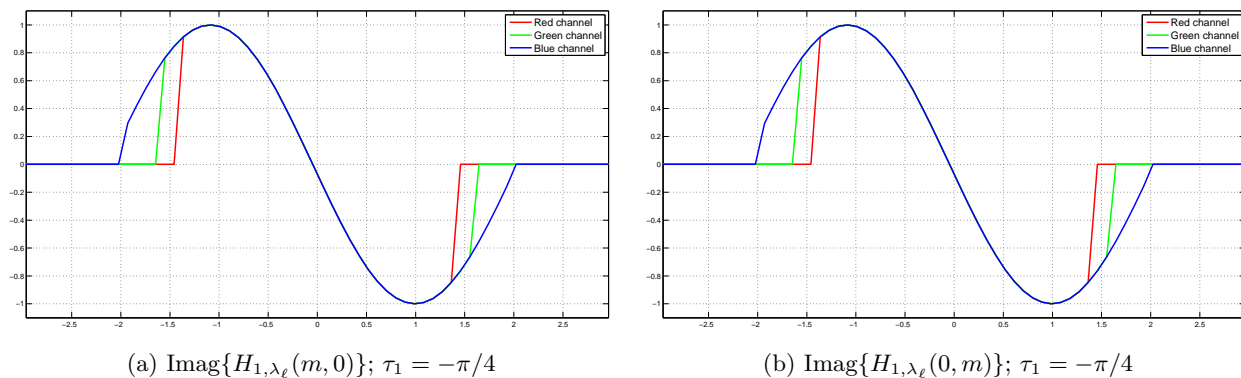 1
0.8
0.6
0.4
0.2
0
−0.2
−0.4
−0.6
−0.8
−1
−2.5 −2 −1.5 −1 −0.5 0 0.5 1 1.5 2 2.5
Red channel
Green channel
Blue channel
(a) Imag{H₁,λℓ(m, 0)}; τ₁ = −π/4
1
0.8
0.6
0.4
0.2
0
−0.2
−0.4
−0.6
−0.8
−1
−2.5 −2 −1.5 −1 −0.5 0 0.5 1 1.5 2 2.5
Red channel
Green channel
Blue channel
(b) Imag{H₁,λℓ(0, m)}; τ₁ = −π/4